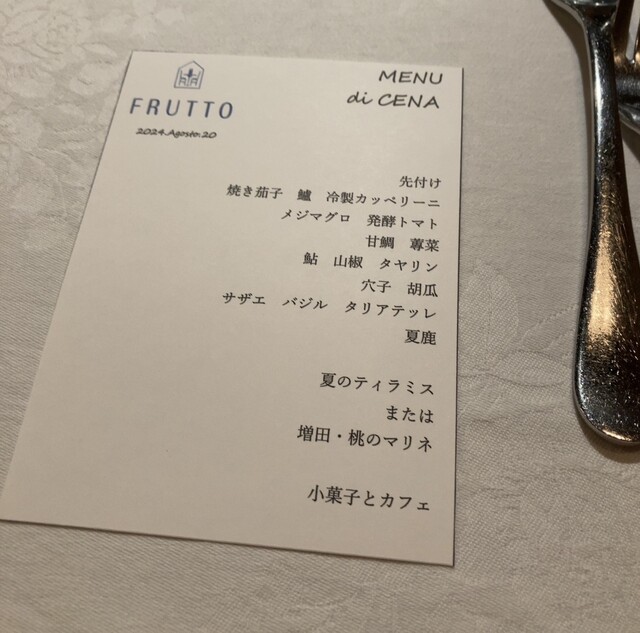 FRUTTO
2024.Agosto.20
MENU
di CENA
先付け
焼き茄子　鱸　冷製カッペリーニ
メジマグロ　発酵トマト
甘鯛　蓴菜
鮎　山椒　タヤリン
穴子　胡瓜
サザエ　バジル　タリアテッレ
夏鹿
夏のティラミス
または
増田・桃のマリネ
小菓子とカフェ